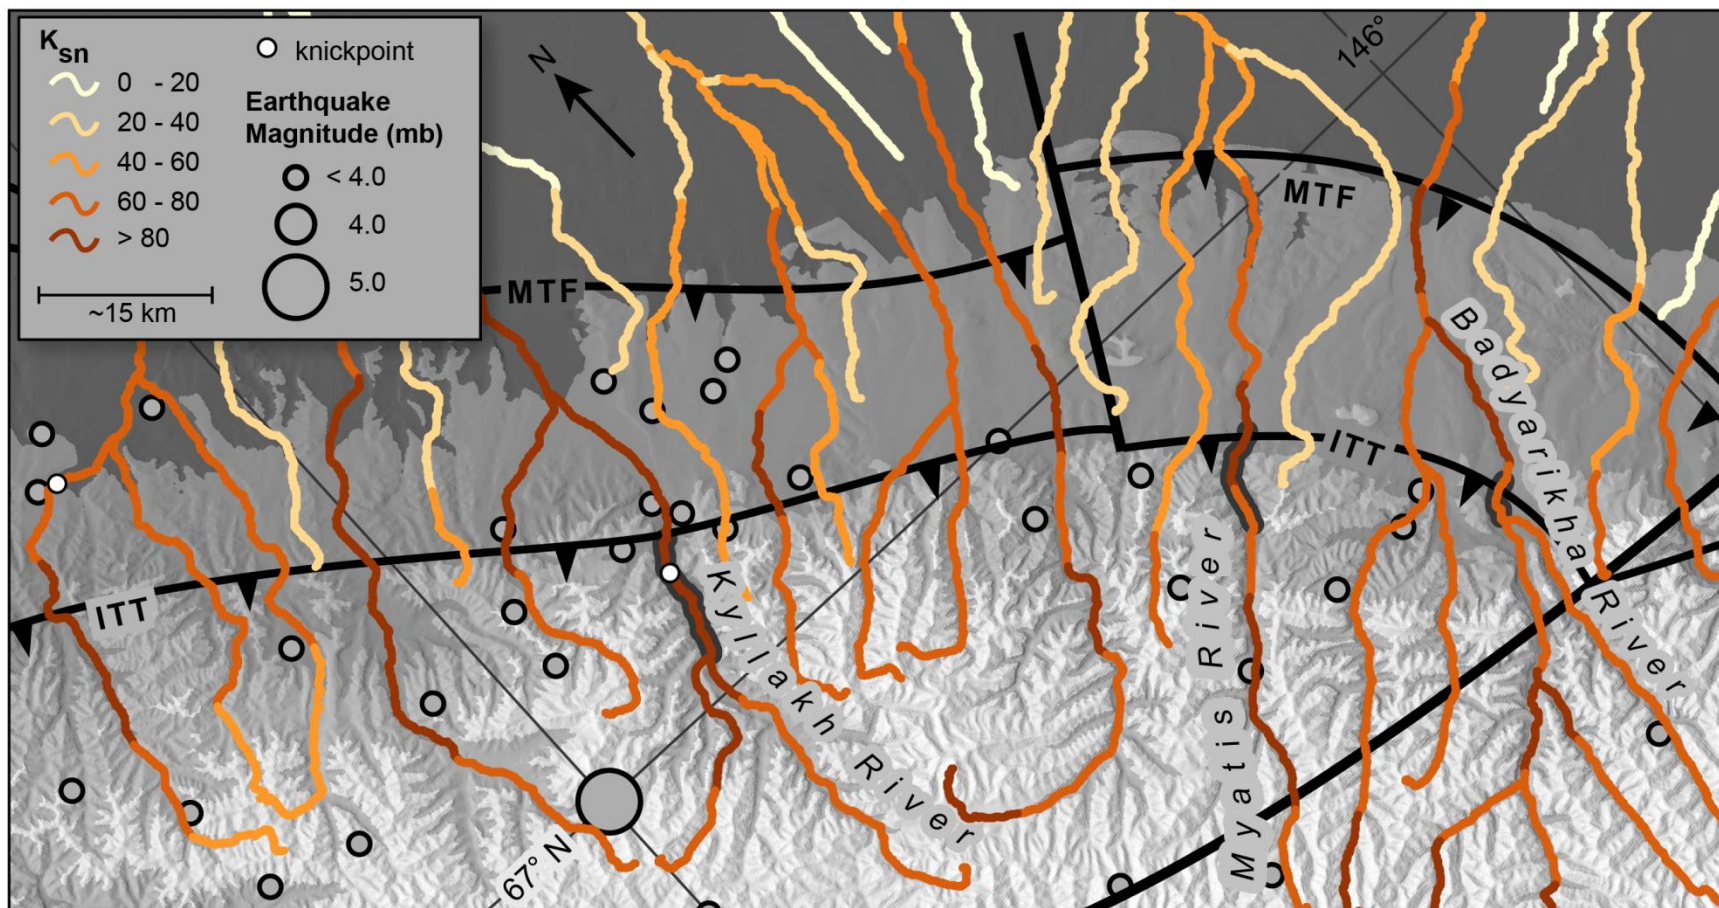 Ksn
0 - 20
20 - 40
40 - 60
60 - 80
> 80
~15 km
knickpoint
Earthquake
Magnitude (mb)
< 4.0
4.0
5.0
N
146°
MTF
MTF
ITT
ITT
Kyllakh River
Myatis River
Badyarikha River
67° N